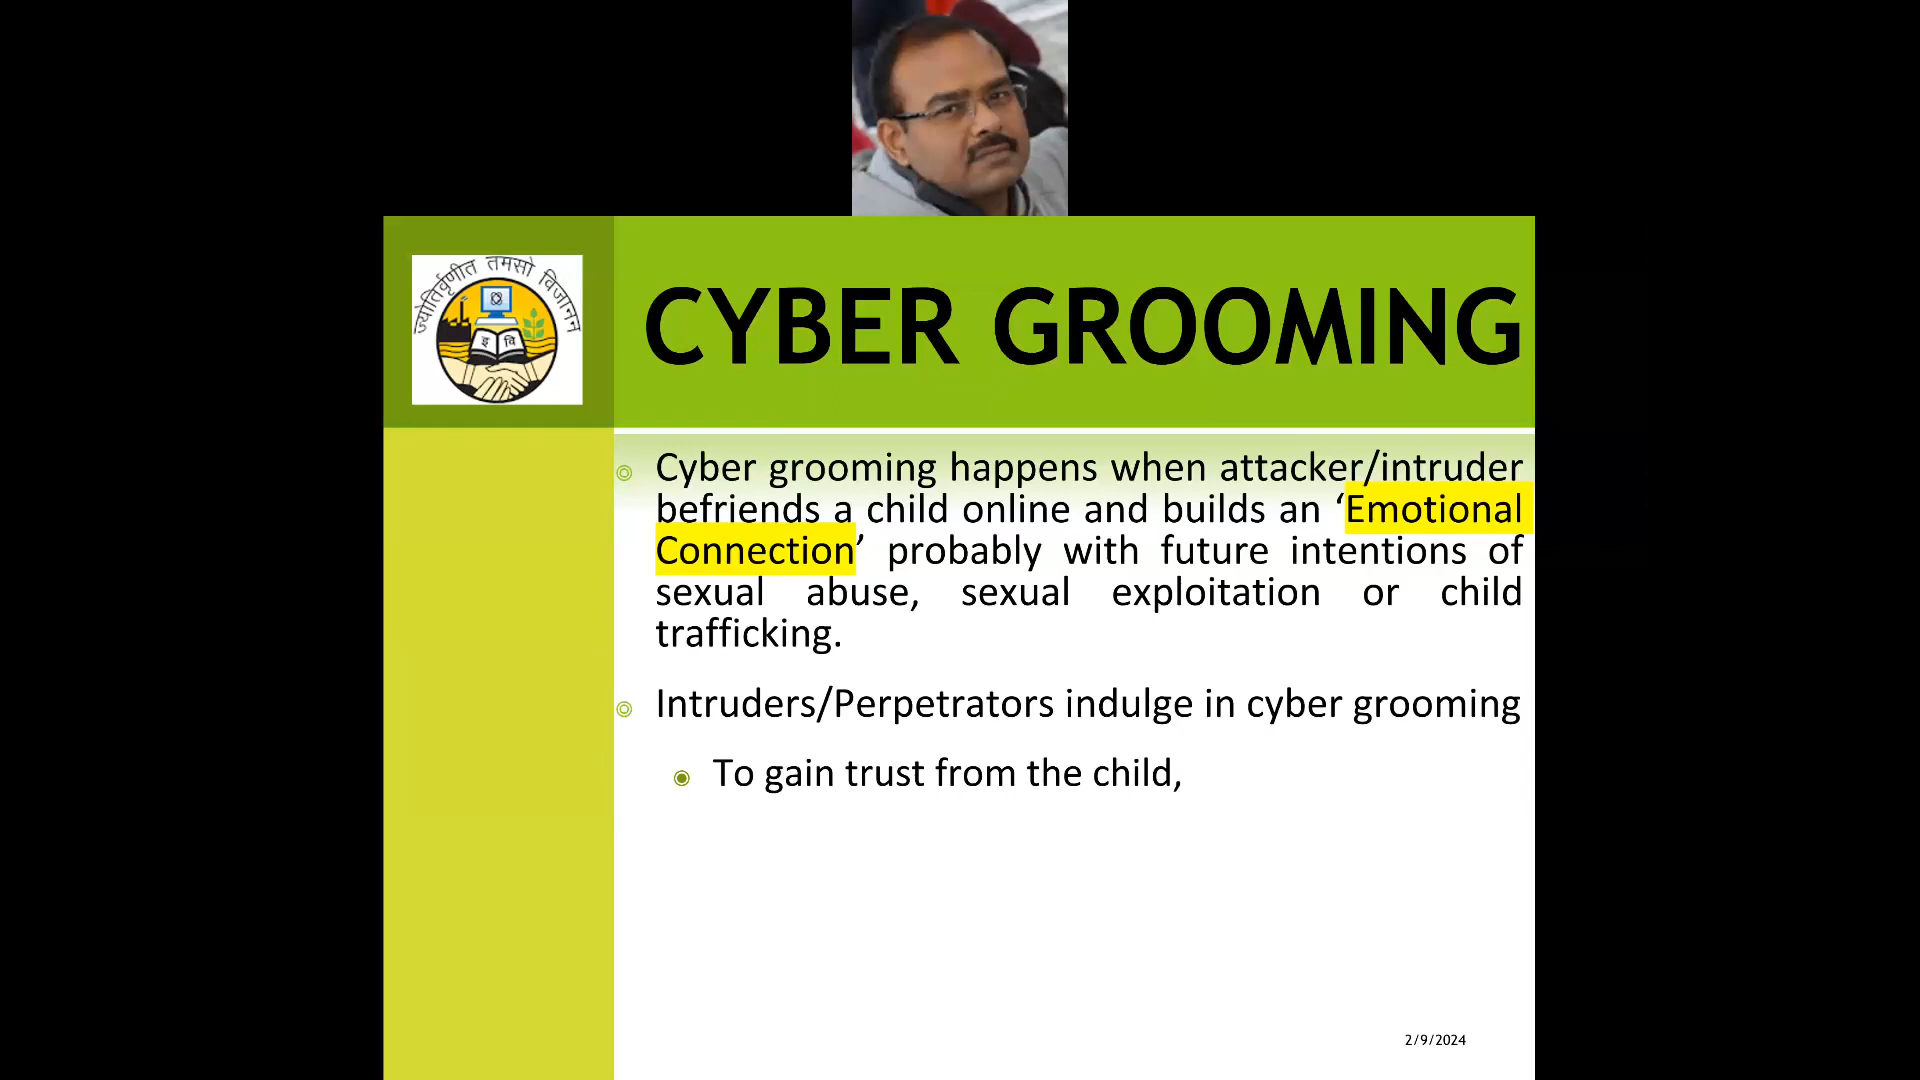 ज्योतिर्वृणीत तमसो विजानन
इ वि
CYBER GROOMING
Cyber grooming happens when attacker/intruder
befriends a child online and builds an ‘Emotional
Connection’ probably with future intentions of
sexual abuse, sexual exploitation or child
trafficking.
Intruders/Perpetrators indulge in cyber grooming
To gain trust from the child,
2/9/2024